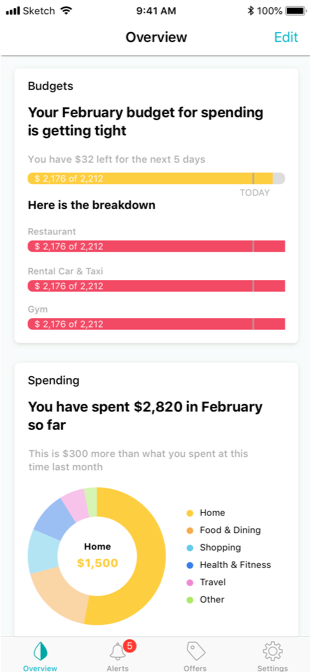 Sketch
9:41 AM
100%
Overview
Edit
Budgets
Your February budget for spending
is getting tight
You have $32 left for the next 5 days
$ 2,176 of 2,212
TODAY
Here is the breakdown
Restaurant
$ 2,176 of 2,212
Rental Car & Taxi
$ 2,176 of 2,212
Gym
$ 2,176 of 2,212
Spending
You have spent $2,820 in February
so far
This is $300 more than what you spent at this
time last month
Home
$1,500
Home
Food & Dining
Shopping
Health & Fitness
Travel
Other
5
Overview
Alerts
Offers
Settings